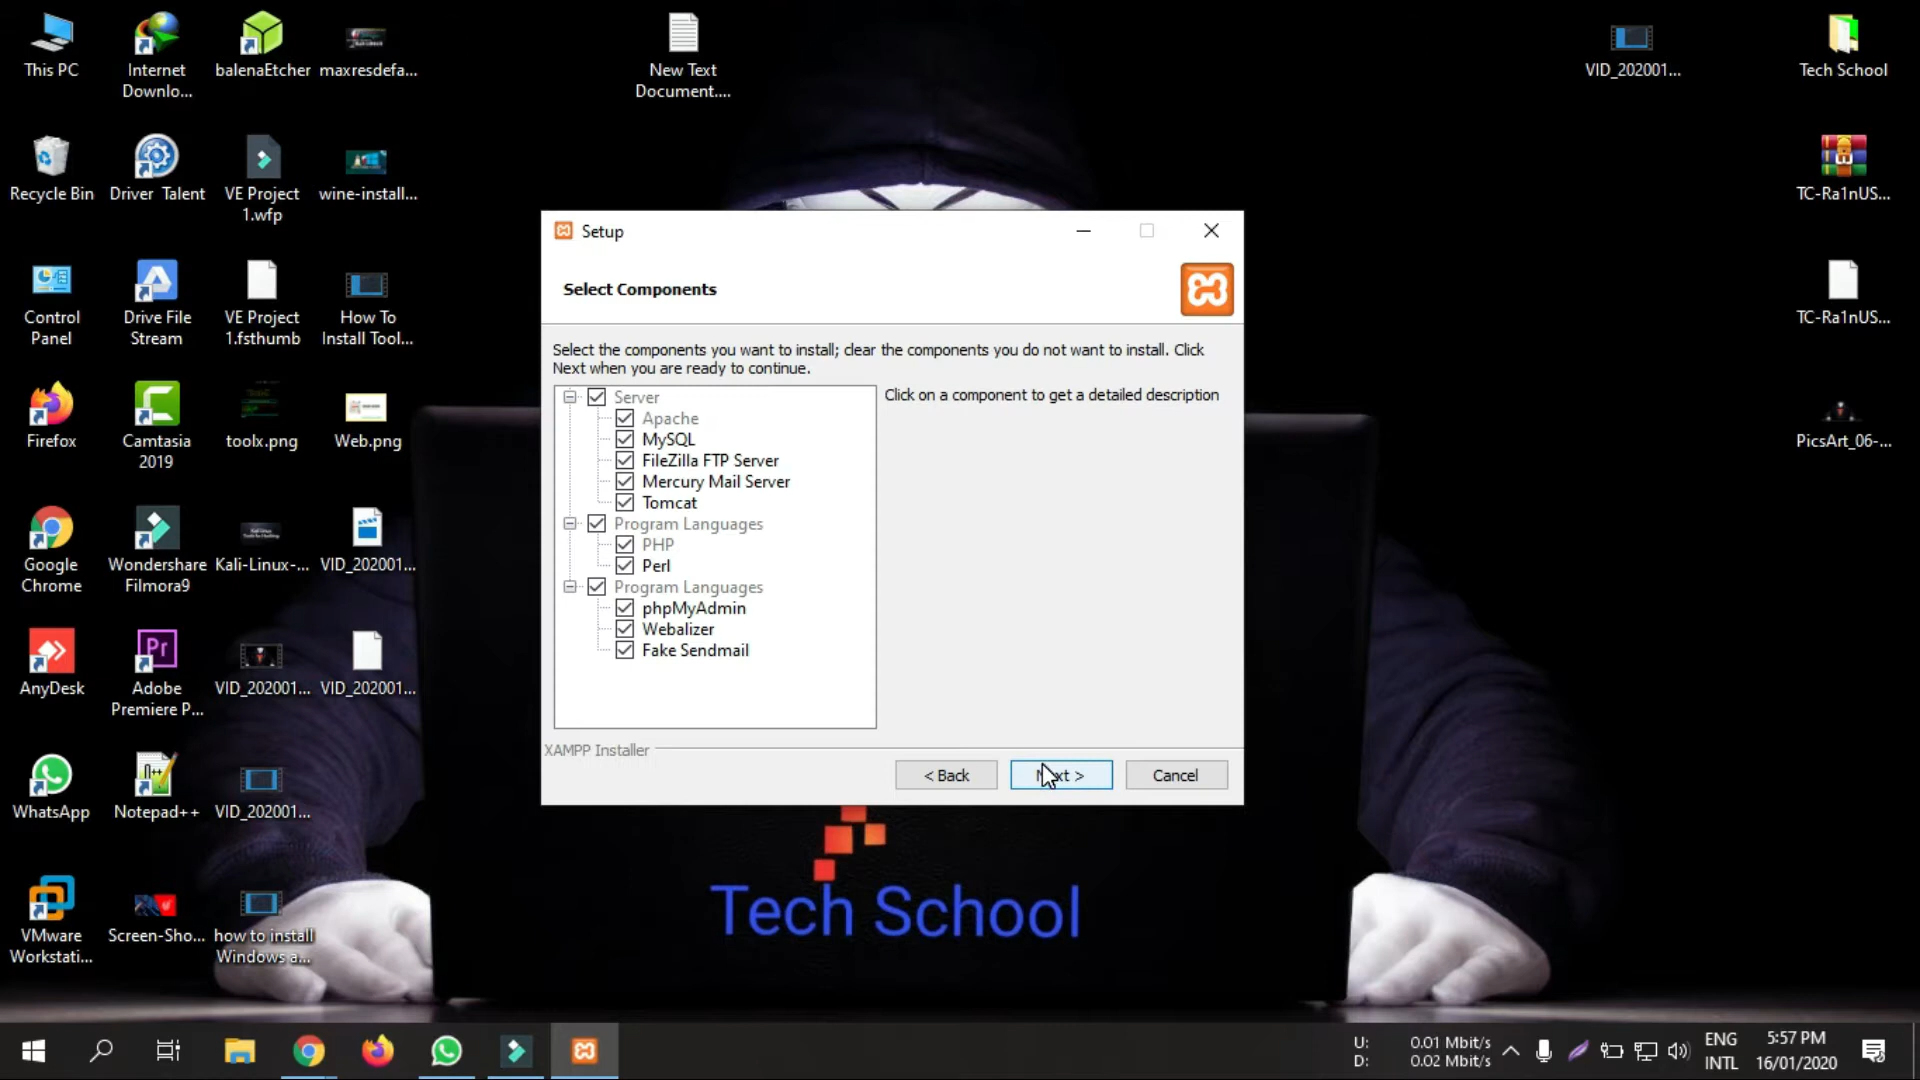 This PC
Internet
Downlo...
balenaEtcher
maxresdefa...
New Text
Document....
VID_202001...
Tech School
Recycle Bin
Driver Talent
VE Project
1.wfp
wine-install...
TC-Ra1nUS...
Control
Panel
Drive File
Stream
VE Project
1.fsthumb
How To
Install Tool...
TC-Ra1nUS...
Firefox
Camtasia
2019
toolx.png
Web.png
PicsArt_06-...
Google
Chrome
Wondershare
Filmora9
Kali-Linux-...
VID_202001...
AnyDesk
Adobe
Premiere P...
VID_202001...
VID_202001...
WhatsApp
Notepad++
VID_202001...
VMware
Workstati...
Screen-Sho...
how to install
Windows a...
Setup
Select Components
Select the components you want to install; clear the components you do not want to install. Click
Next when you are ready to continue.
Server
Apache
MySQL
FileZilla FTP Server
Mercury Mail Server
Tomcat
Program Languages
PHP
Perl
Program Languages
phpMyAdmin
Webalizer
Fake Sendmail
Click on a component to get a detailed description
XAMPP Installer
< Back
Next >
Cancel
Tech School
U: 0.01 Mbit/s
D: 0.02 Mbit/s
ENG
INTL
5:57 PM
16/01/2020